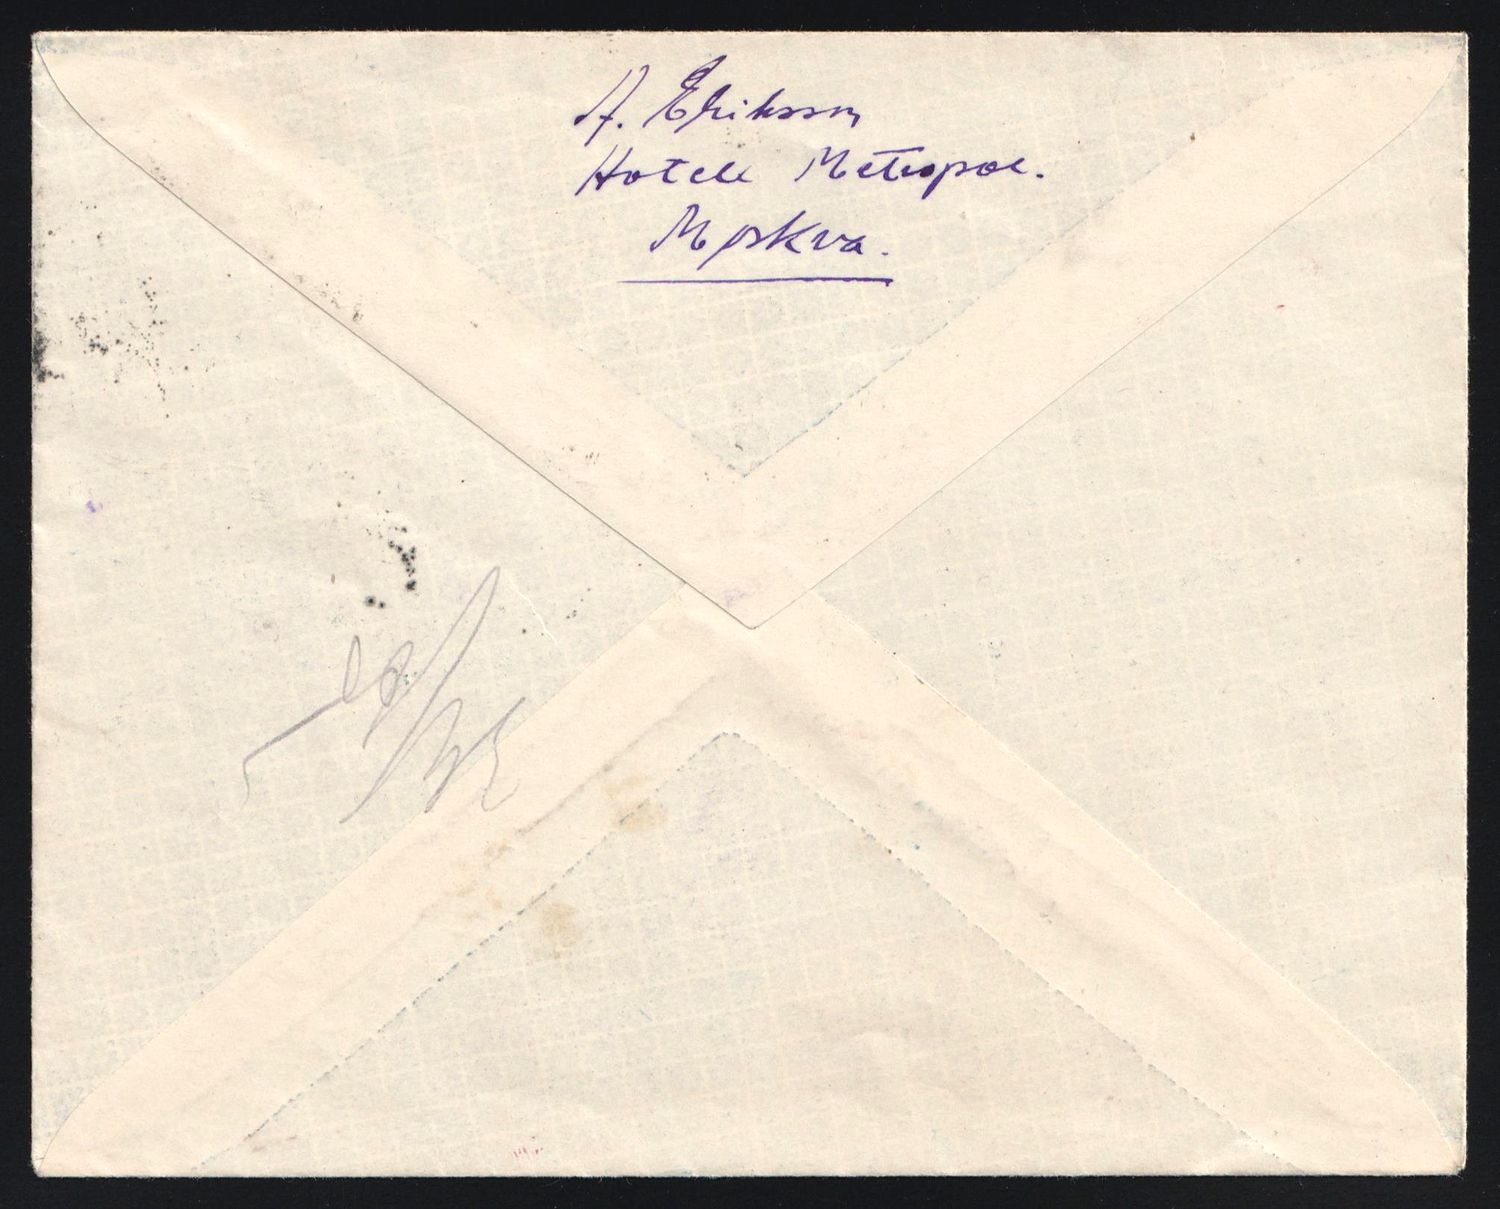 A. Eriksson
Hotell Metropol.
Moskva.